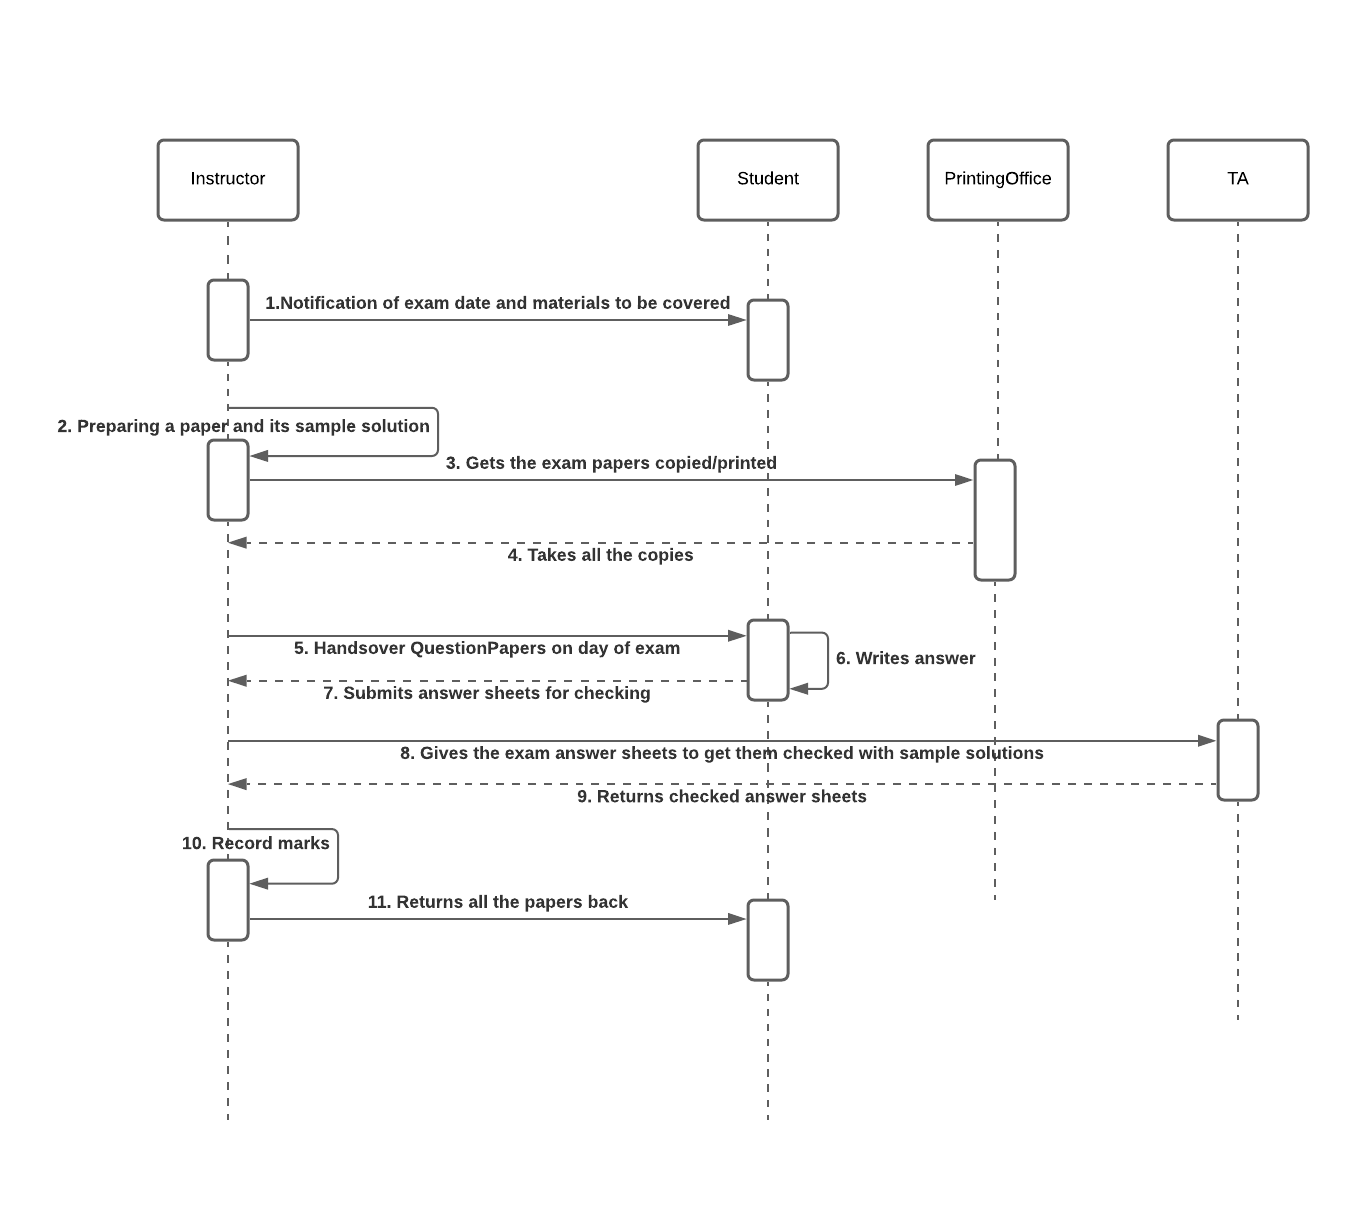 Instructor
Student
PrintingOffice
TA
1.Notification of exam date and materials to be covered
2. Preparing a paper and its sample solution
3. Gets the exam papers copied/printed
4. Takes all the copies
5. Handsover QuestionPapers on day of exam
6. Writes answer
7. Submits answer sheets for checking
8. Gives the exam answer sheets to get them checked with sample solutions
9. Returns checked answer sheets
10. Record marks
11. Returns all the papers back